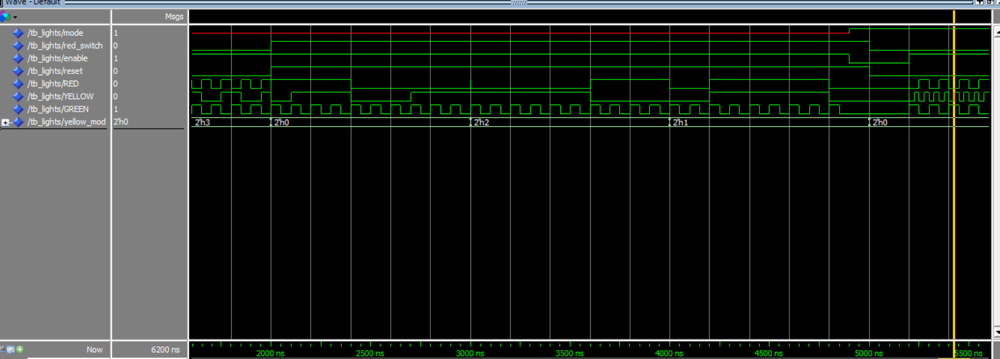 Wave - Default
Msgs
/tb_lights/mode 1
/tb_lights/red_switch 0
/tb_lights/enable 1
/tb_lights/reset 0
/tb_lights/RED 0
/tb_lights/YELLOW 0
/tb_lights/GREEN 1
/tb_lights/yellow_mod 2'h0 2'h3 2'h0 2'h2 2'h1 2'h0
Now 6200 ns 2000 ns 2500 ns 3000 ns 3500 ns 4000 ns 4500 ns 5000 ns 5500 ns